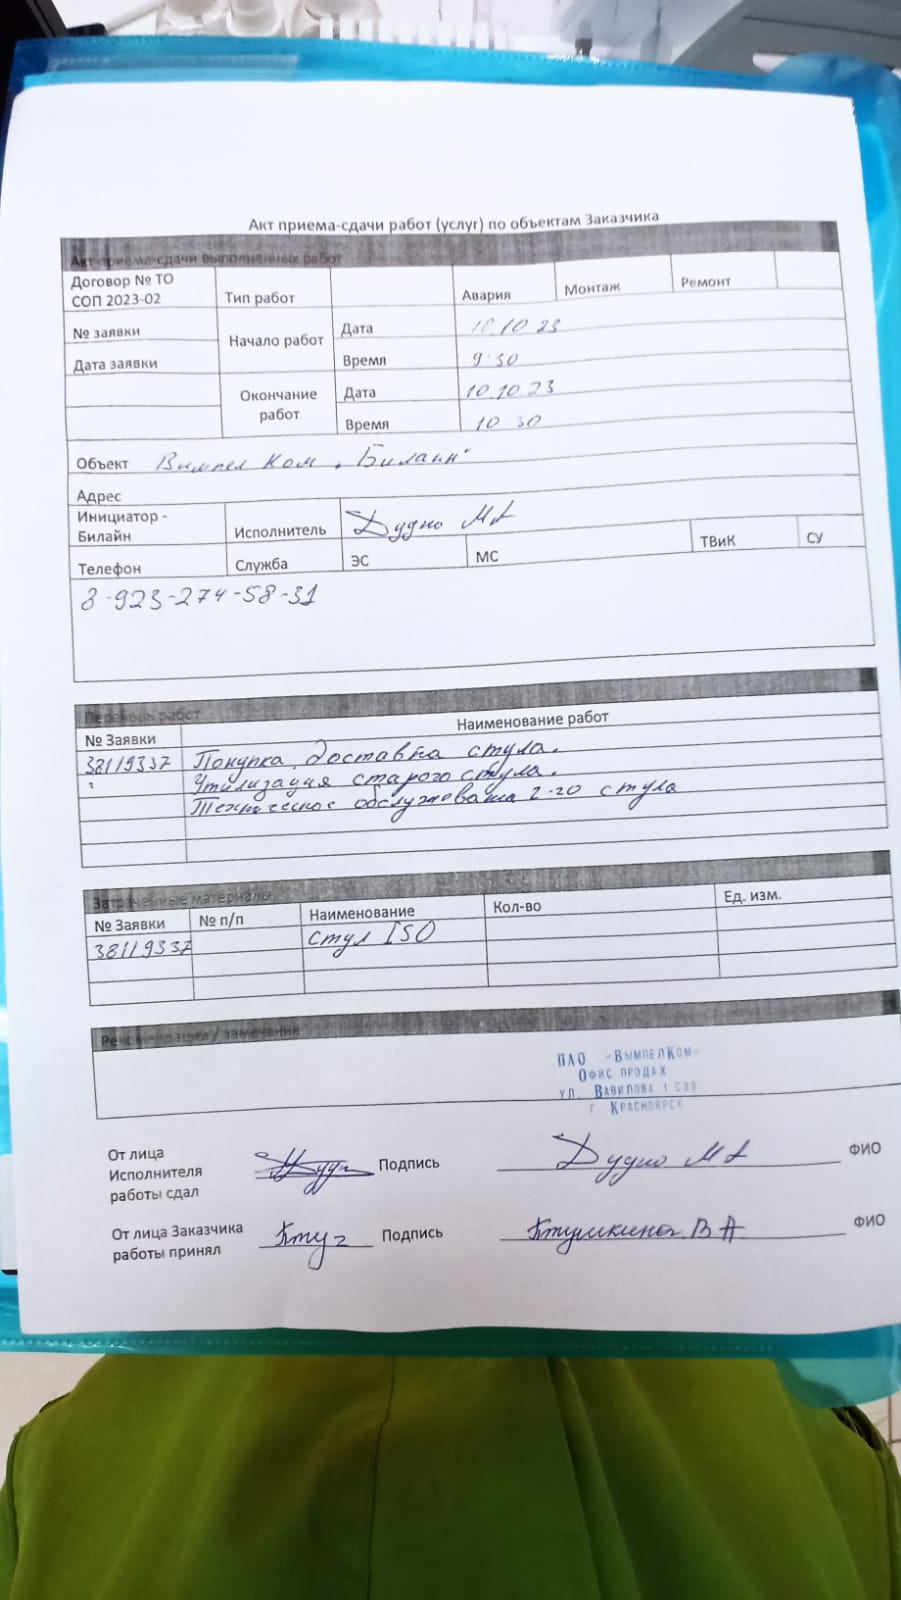 Акт приема-сдачи работ (услуг) по объектам Заказчика
Акт приема-сдачи выполненных работ
Договор № ТО СОП 2023-02 Тип работ Авария Монтаж Ремонт
№ заявки Начало работ Дата 10.10 23
Дата заявки Время 9:30
Окончание работ Дата 10.10.23
Время 10:30
Объект Вимпел Ком "Билайн"
Адрес
Инициатор - Билайн Исполнитель Дудко МА
Телефон Служба ЭС МС ТВиК СУ
8-923-274-58-31
Перечень работ
№ Заявки Наименование работ
38119337 Покупка, доставка стула.
Утилизация старого стула.
Техническое обслуживание 2-го стула
Затраченные материалы
№ Заявки № п/п Наименование Кол-во Ед. изм.
38119337 стул ISO
Рекомендации / замечания
ПАО "ВымпелКом"
Офис продаж
ул. Вавилова 1 с39
г. Красноярск
От лица Исполнителя работы сдал Подпись Дудко МА ФИО
От лица Заказчика работы принял Подпись В А ФИО